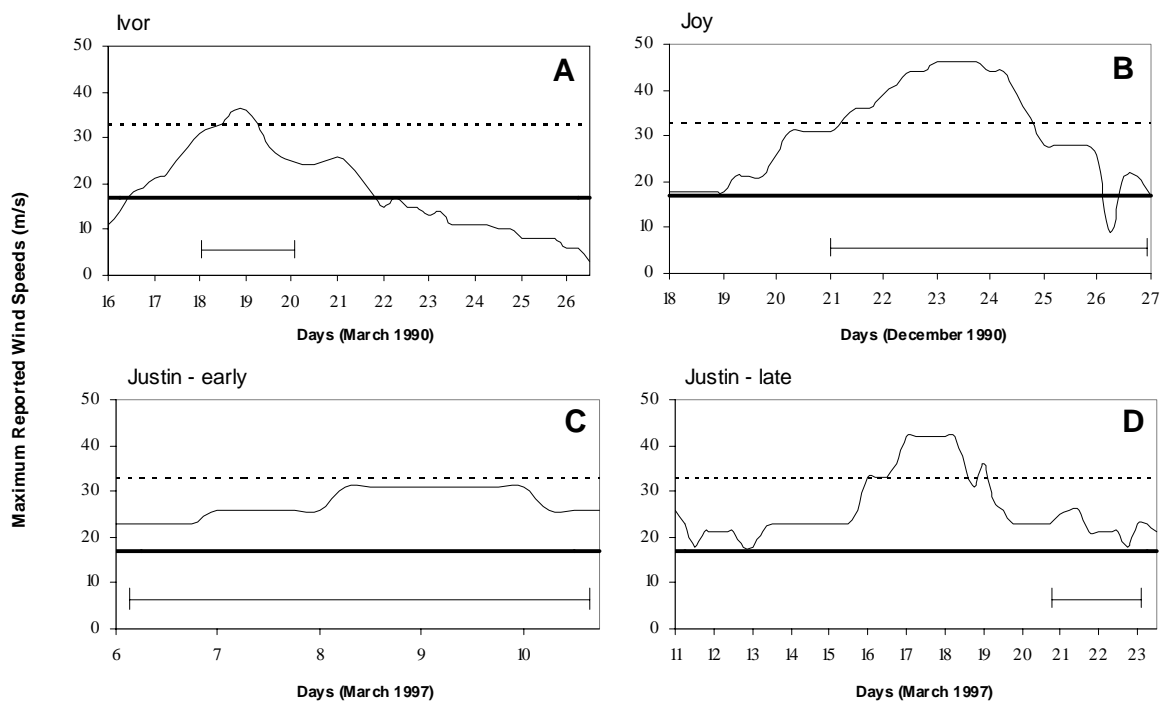 Ivor
A
50
40
30
20
10
0
16 17 18 19 20 21 22 23 24 25 26
Days (March 1990)
Joy
B
50
40
30
20
10
0
18 19 20 21 22 23 24 25 26 27
Days (December 1990)
Maximum Reported Wind Speeds (m/s)
Justin - early
C
50
40
30
20
10
0
6 7 8 9 10
Days (March 1997)
Justin - late
D
50
40
30
20
10
0
11 12 13 14 15 16 17 18 19 20 21 22 23
Days (March 1997)